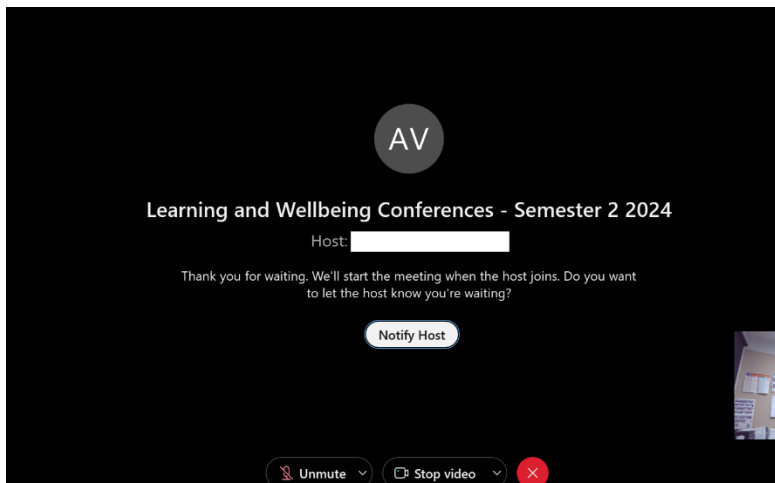 AV
Learning and Wellbeing Conferences - Semester 2 2024
Host:
Thank you for waiting. We'll start the meeting when the host joins. Do you want
to let the host know you're waiting?
Notify Host
Unmute
Stop video